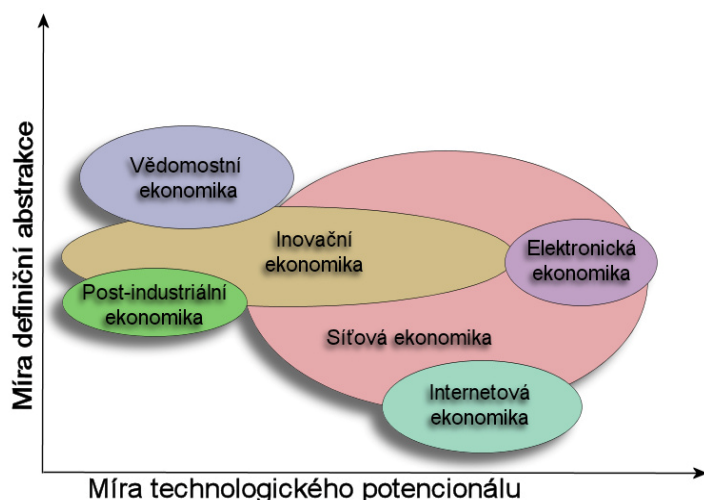 Míra definiční abstrakce
Vědomostní
ekonomika
Inovační
ekonomika
Elektronická
ekonomika
Post-industriální
ekonomika
Síťová ekonomika
Internetová
ekonomika
Míra technologického potencionálu